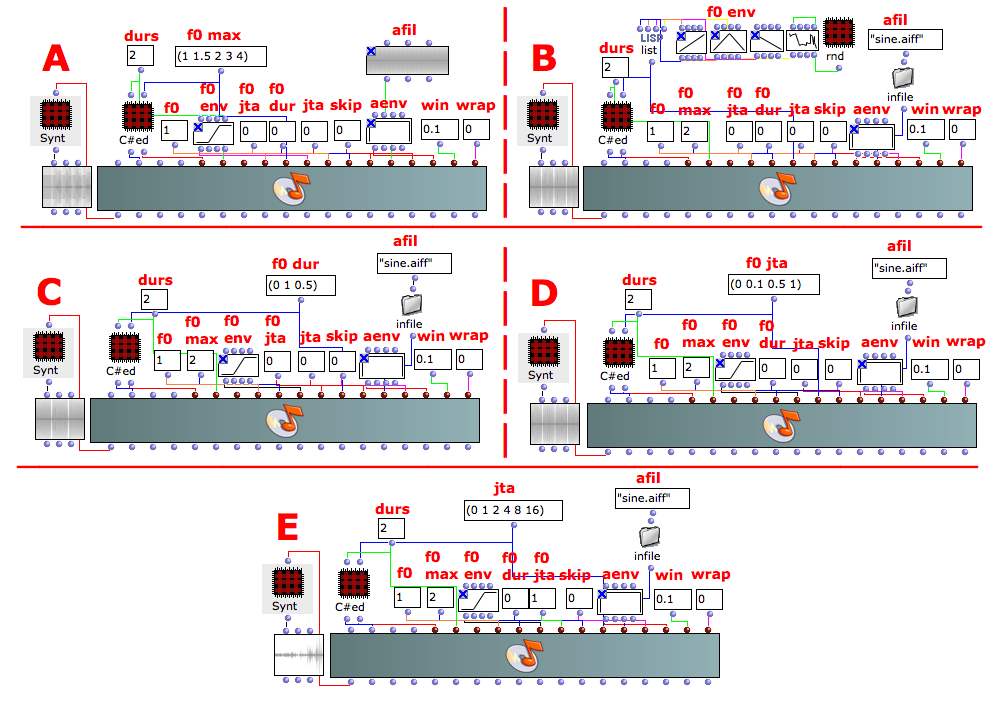 A
durs
2
f0 max
(1 1.5 2 3 4)
afil
Synt
C#ed
f0
1
f0
env
f0
jta
0
f0
dur
0
jta
0
skip
0
aenv
win
0.1
wrap
0
B
durs
2
LISP
list
f0 env
rnd
afil
"sine.aiff"
infile
Synt
C#ed
f0
1
f0
max
2
f0
jta
0
f0
dur
0
jta
0
skip
0
aenv
win
0.1
wrap
0
C
durs
2
f0 dur
(0 1 0.5)
afil
"sine.aiff"
infile
Synt
C#ed
f0
1
f0
max
2
f0
env
f0
jta
0
jta
0
skip
0
aenv
win
0.1
wrap
0
D
durs
2
f0 jta
(0 0.1 0.5 1)
afil
"sine.aiff"
infile
Synt
C#ed
f0
1
f0
max
2
f0
env
f0
dur
0
jta
0
skip
0
aenv
win
0.1
wrap
0
E
durs
2
jta
(0 1 2 4 8 16)
afil
"sine.aiff"
infile
Synt
C#ed
f0
1
f0
max
2
f0
env
f0
dur
0
f0
jta
1
skip
0
aenv
win
0.1
wrap
0